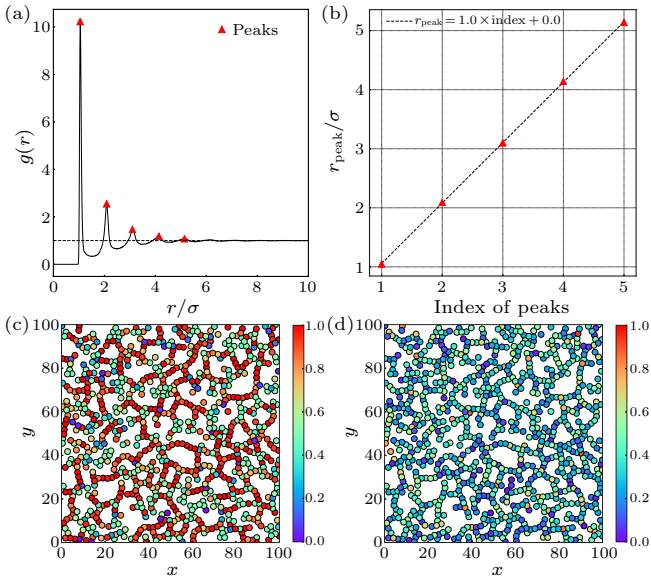 (a)
10
8
6
4
2
0
g(r)
Peaks
0 2 4 6 8 10
r/σ
(b)
5
4
3
2
1
r_peak/σ
r_peak = 1.0 × index + 0.0
1 2 3 4 5
Index of peaks
(c)
100
80
60
40
20
0
y
0 20 40 60 80 100
x
1.0
0.8
0.6
0.4
0.2
0.0
(d)
100
80
60
40
20
0
y
0 20 40 60 80 100
x
1.0
0.8
0.6
0.4
0.2
0.0